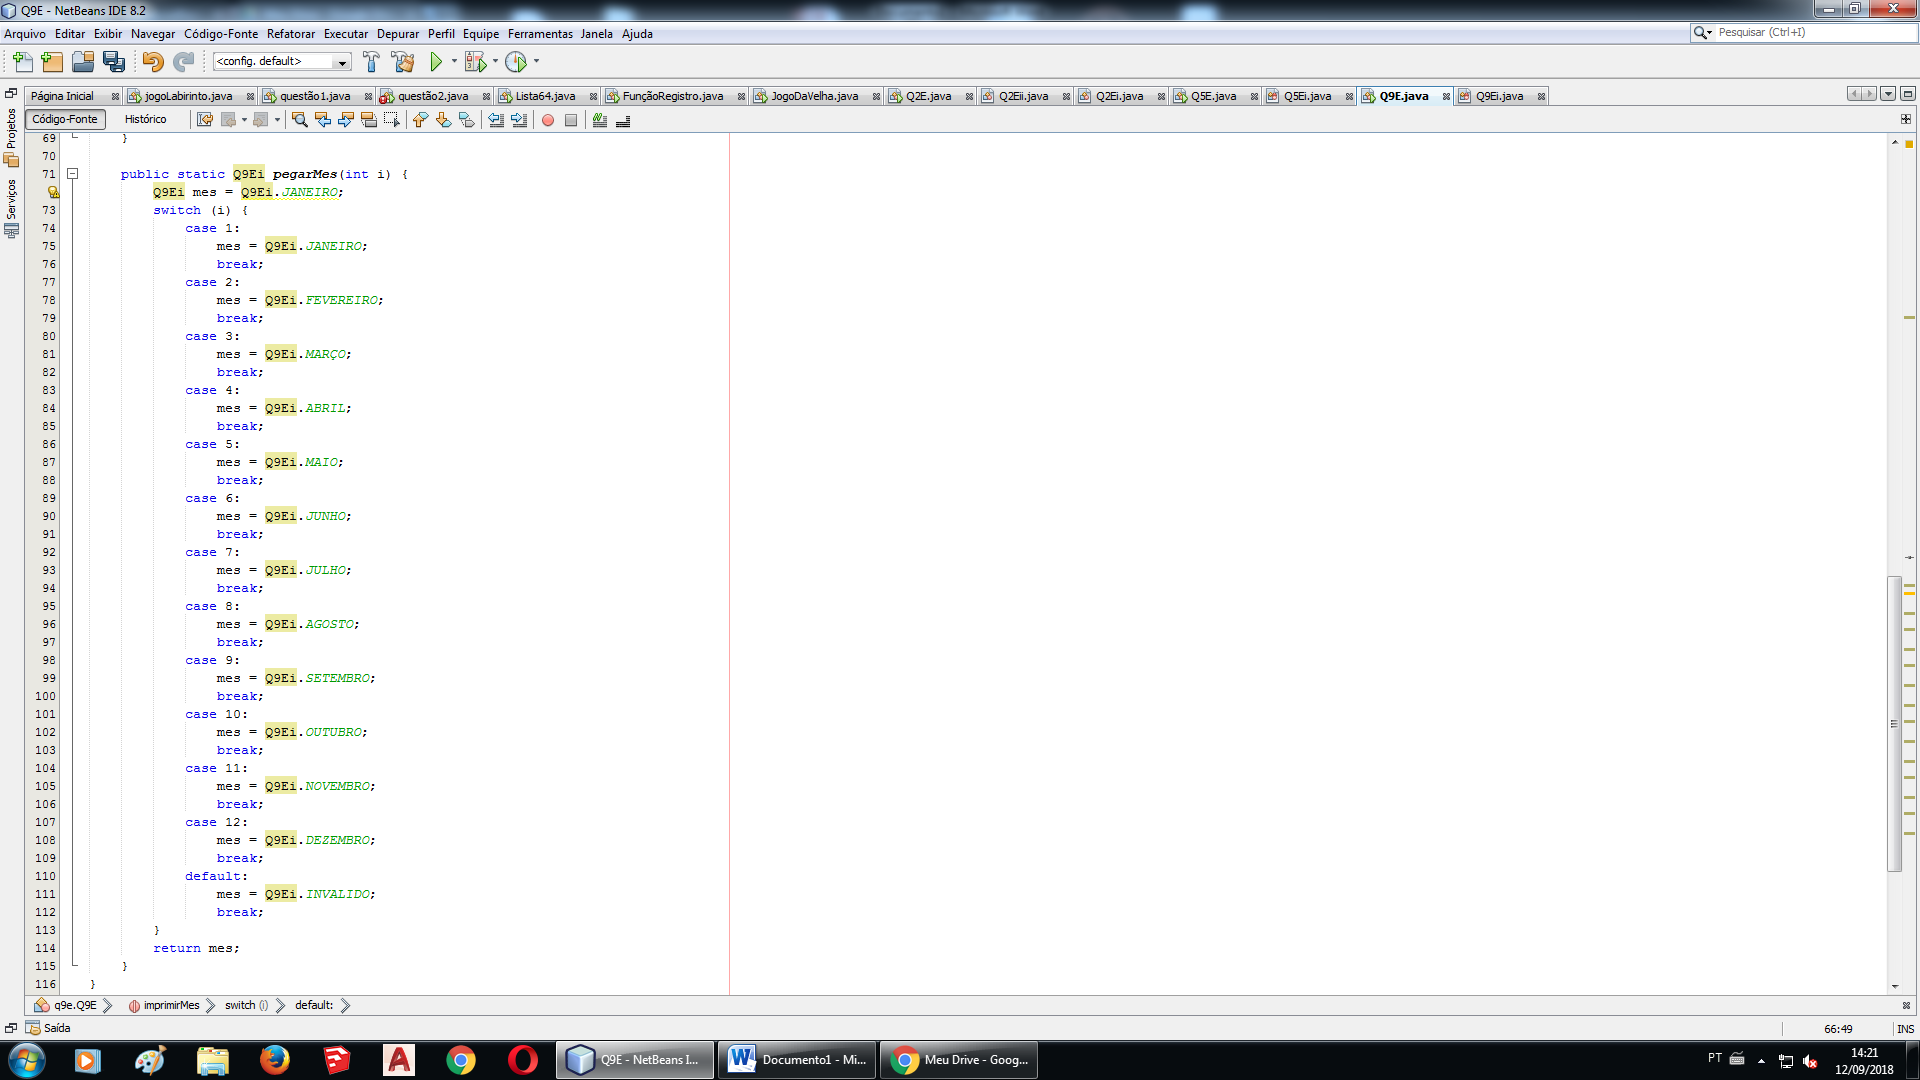 Q9E - NetBeans IDE 8.2
Arquivo Editar Exibir Navegar Código-Fonte Refatorar Executar Depurar Perfil Equipe Ferramentas Janela Ajuda
Pesquisar (Ctrl+I)
<config. default>
Página Inicial jogoLabirinto.java questão1.java questão2.java Lista64.java FunçãoRegistro.java JogoDaVelha.java Q2E.java Q2Eii.java Q2Ei.java Q5E.java Q5Ei.java Q9E.java Q9Ei.java
Código-Fonte Histórico
Projetos
Serviços
69 }
70
71 public static Q9Ei pegarMes(int i) {
Q9Ei mes = Q9Ei.JANEIRO;
73 switch (i) {
74 case 1:
75 mes = Q9Ei.JANEIRO;
76 break;
77 case 2:
78 mes = Q9Ei.FEVEREIRO;
79 break;
80 case 3:
81 mes = Q9Ei.MARÇO;
82 break;
83 case 4:
84 mes = Q9Ei.ABRIL;
85 break;
86 case 5:
87 mes = Q9Ei.MAIO;
88 break;
89 case 6:
90 mes = Q9Ei.JUNHO;
91 break;
92 case 7:
93 mes = Q9Ei.JULHO;
94 break;
95 case 8:
96 mes = Q9Ei.AGOSTO;
97 break;
98 case 9:
99 mes = Q9Ei.SETEMBRO;
100 break;
101 case 10:
102 mes = Q9Ei.OUTUBRO;
103 break;
104 case 11:
105 mes = Q9Ei.NOVEMBRO;
106 break;
107 case 12:
108 mes = Q9Ei.DEZEMBRO;
109 break;
110 default:
111 mes = Q9Ei.INVALIDO;
112 break;
113 }
114 return mes;
115 }
116 }
q9e.Q9E imprimirMes switch (i) default:
Saída
66:49 INS
Q9E - NetBeans I... Documento1 - Mi... Meu Drive - Goog...
PT
14:21
12/09/2018